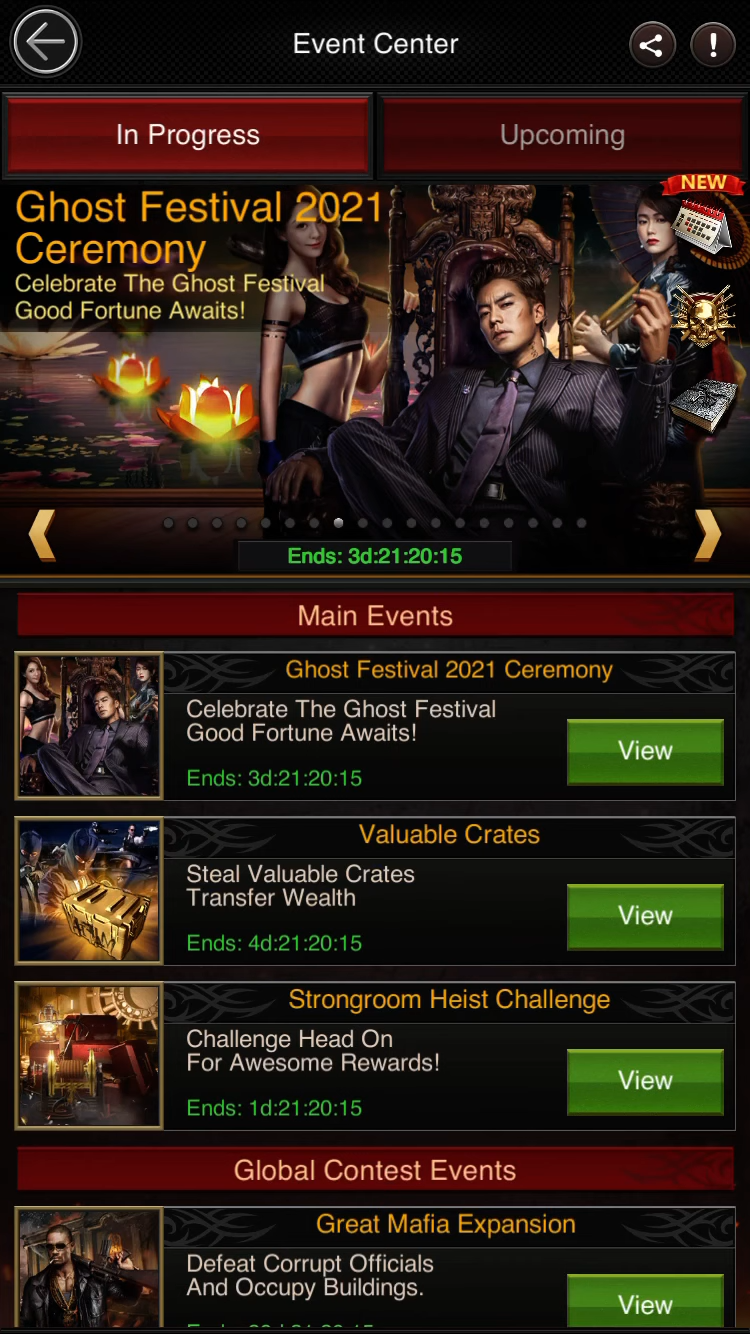 Event Center
In Progress
Upcoming
NEW
Ghost Festival 2021
Ceremony
Celebrate The Ghost Festival
Good Fortune Awaits!
Ends: 3d:21:20:15
Main Events
Ghost Festival 2021 Ceremony
Celebrate The Ghost Festival
Good Fortune Awaits!
Ends: 3d:21:20:15
View
Valuable Crates
Steal Valuable Crates
Transfer Wealth
Ends: 4d:21:20:15
View
Strongroom Heist Challenge
Challenge Head On
For Awesome Rewards!
Ends: 1d:21:20:15
View
Global Contest Events
Great Mafia Expansion
Defeat Corrupt Officials
And Occupy Buildings.
View